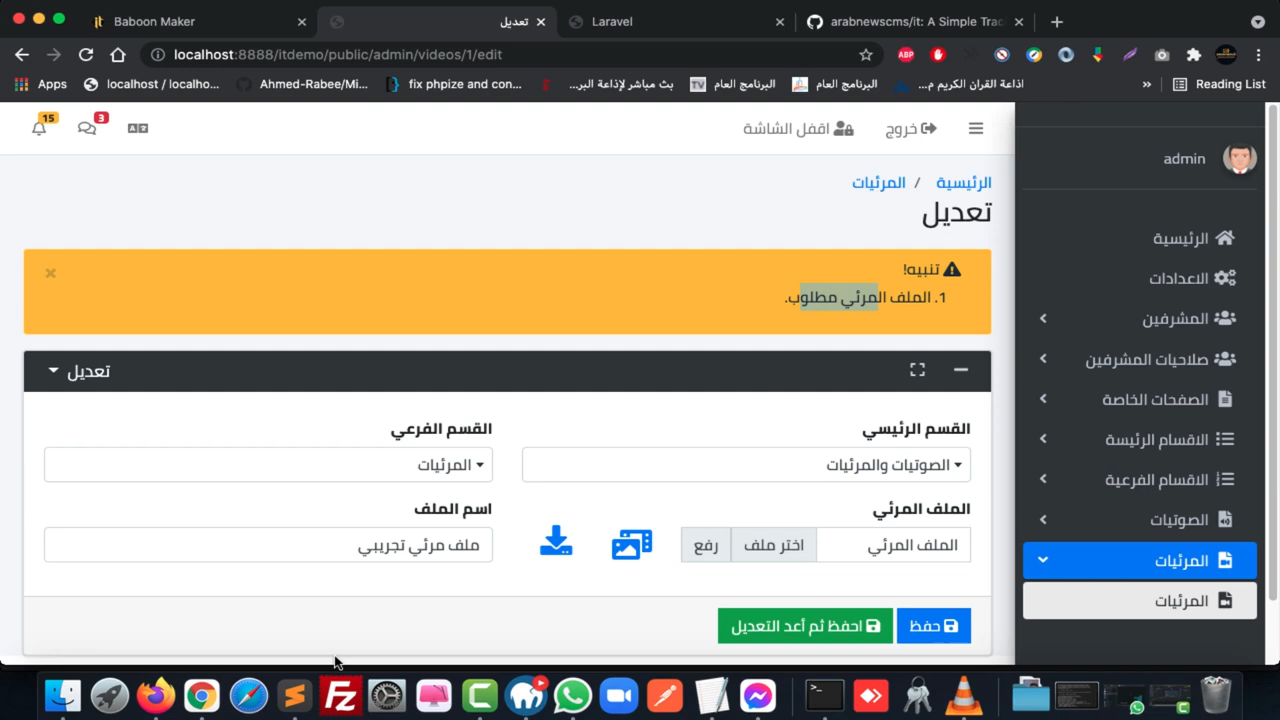 Baboon Maker
تعديل
Laravel
arabnewscms/it: A Simple Trac
localhost:8888/itdemo/public/admin/videos/1/edit
ABP
Apps
localhost / localho...
Ahmed-Rabee/Mi...
fix phpize and con...
بث مباشر لإذاعة البر...
TV
البرنامج العام
البرنامج العام
اذاعة القران الكريم م...
»
Reading List
خروج
اقفل الشاشة
3
15
admin
الرئيسية / المرئيات
تعديل
تنبيه!
1. الملف المرئي مطلوب.
×
تعديل
القسم الرئيسي
القسم الفرعي
الصوتيات والمرئيات
المرئيات
الملف المرئي
اسم الملف
الملف المرئي
اختر ملف
رفع
ملف مرئي تجريبي
حفظ
احفظ ثم أعد التعديل
الرئيسية
الاعدادات
المشرفين
صلاحيات المشرفين
الصفحات الخاصة
الاقسام الرئيسة
الاقسام الفرعية
الصوتيات
المرئيات
المرئيات
Fz